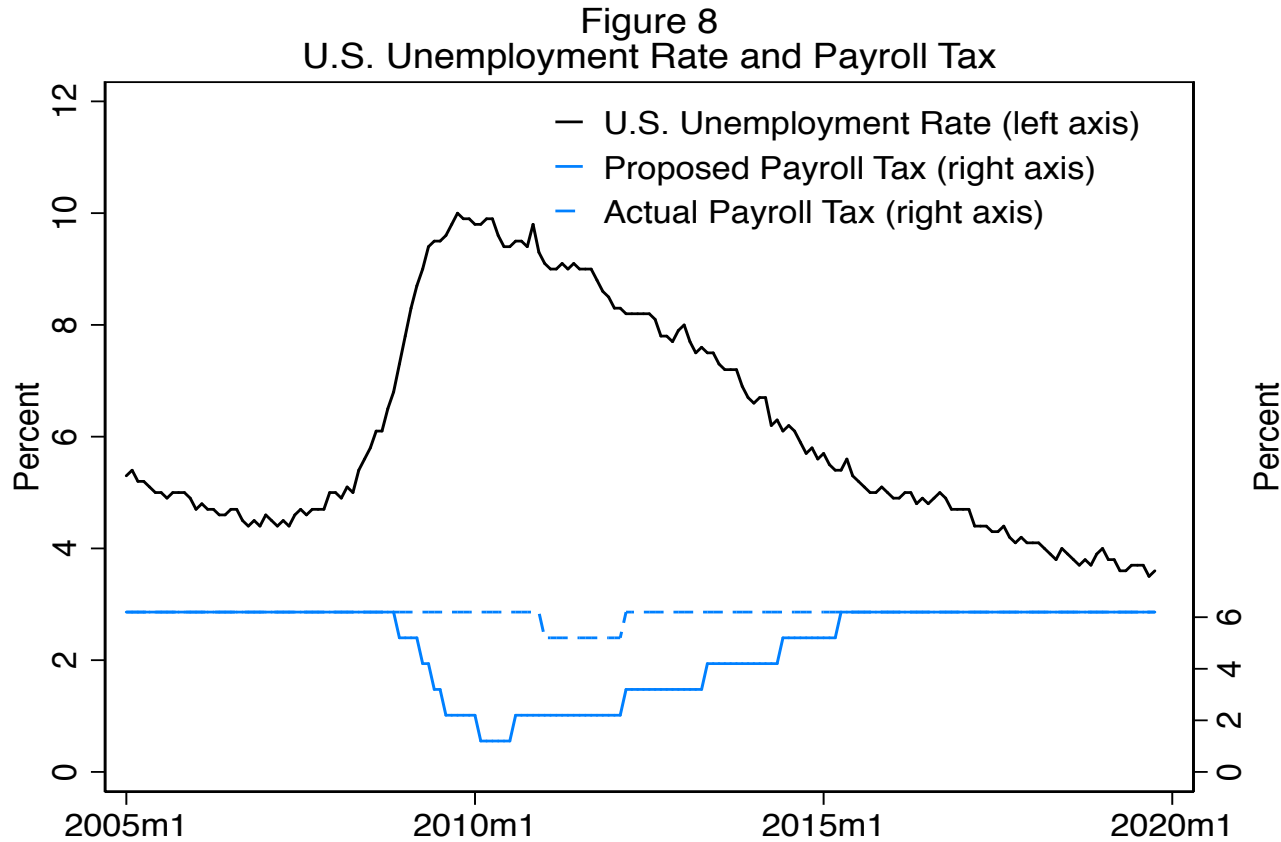 Figure 8
U.S. Unemployment Rate and Payroll Tax
U.S. Unemployment Rate (left axis)
Proposed Payroll Tax (right axis)
Actual Payroll Tax (right axis)
Percent
12
10
8
6
4
2
0
Percent
6
4
2
0
2005m1 2010m1 2015m1 2020m1